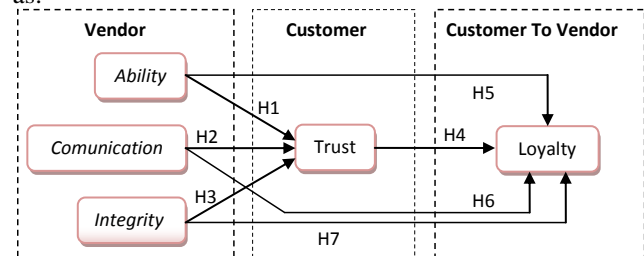 as:
Vendor
Customer
Customer To Vendor
Ability
H5
H1
Comunication
H2
Trust
H4
Loyalty
H3
Integrity
H6
H7